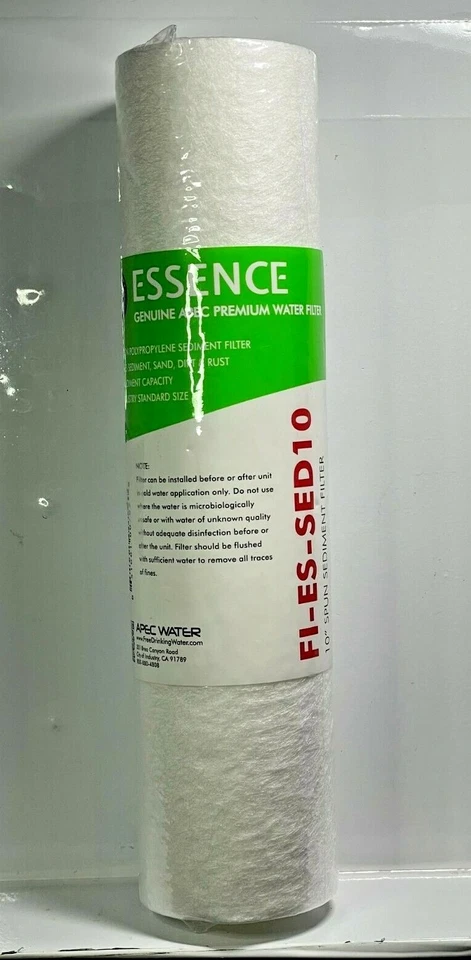 ESSENCE
GENUINE APEC PREMIUM WATER FILTER
POLYPROPYLENE SEDIMENT FILTER
SEDIMENT, SAND, DIRT & RUST
CAPACITY
STANDARD SIZE
NOTE:
Filter can be installed before or after unit
cold water application only. Do not use
where the water is microbiologically
unsafe or with water of unknown quality
without adequate disinfection before or
after the unit. Filter should be flushed
with sufficient water to remove all traces
of fines.
APEC WATER
www.FreeDrinkingWater.com
Canyon Road
City of Industry, CA 91789
FI-ES-SED10
10" SPUN SEDIMENT FILTER